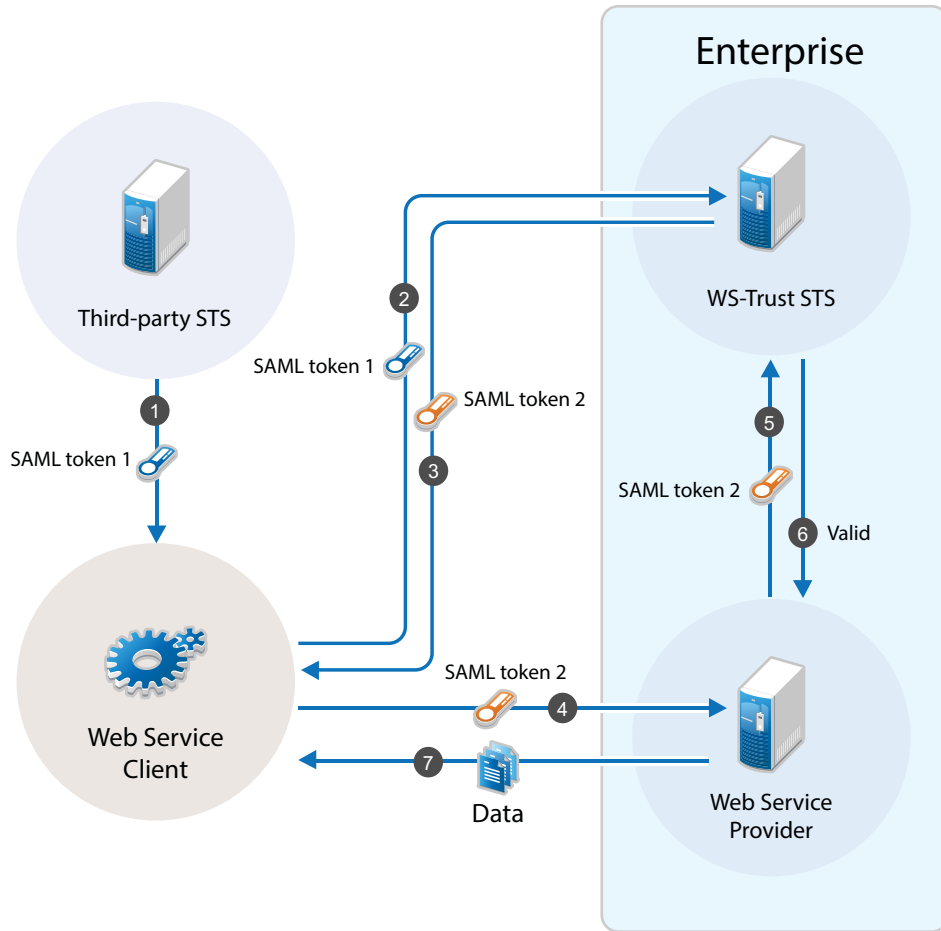 Enterprise
Third-party STS
WS-Trust STS
1
SAML token 1
2
SAML token 1
SAML token 2
3
5
SAML token 2
6
Valid
Web Service
Client
SAML token 2
4
7
Data
Web Service
Provider